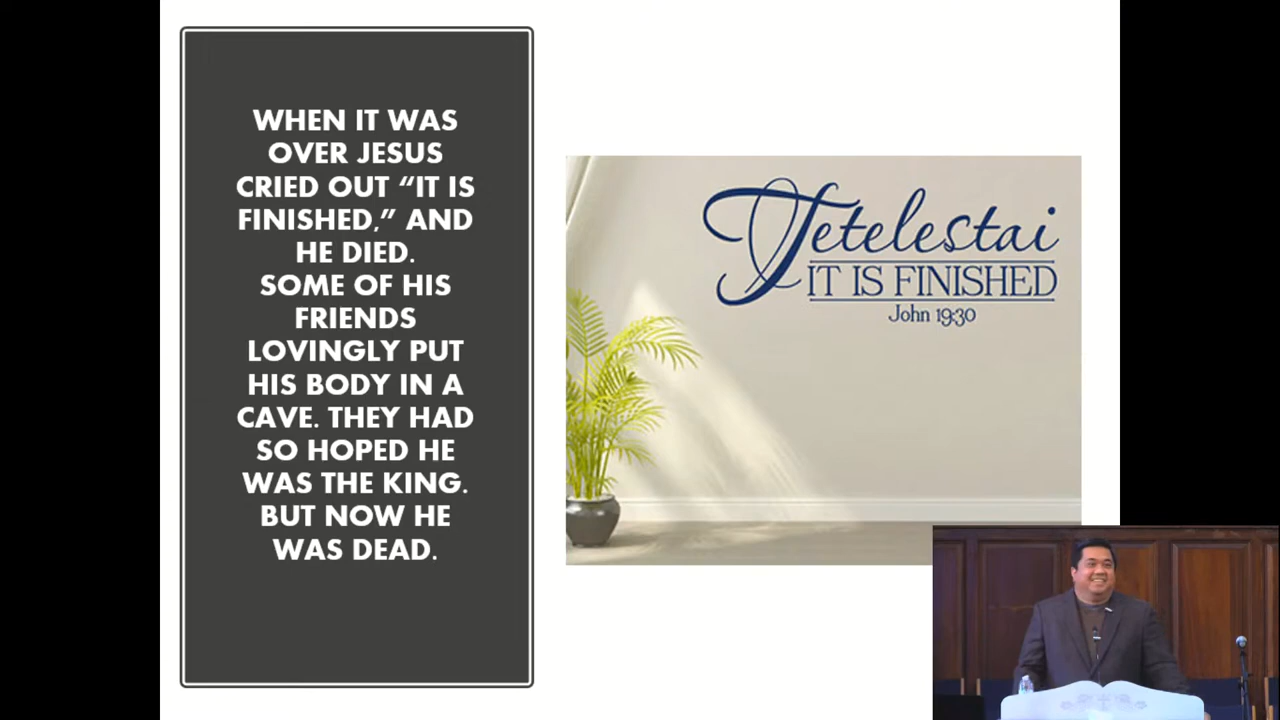 WHEN IT WAS
OVER JESUS
CRIED OUT “IT IS
FINISHED,” AND
HE DIED.
SOME OF HIS
FRIENDS
LOVINGLY PUT
HIS BODY IN A
CAVE. THEY HAD
SO HOPED HE
WAS THE KING.
BUT NOW HE
WAS DEAD.
Tetelestai
IT IS FINISHED
John 19:30